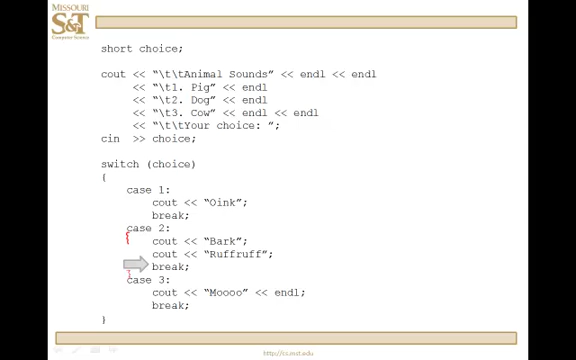 MISSOURI
S&T
Computer Science
short choice;
cout << “\t\tAnimal Sounds” << endl << endl
<< “\t1. Pig” << endl
<< “\t2. Dog” << endl
<< “\t3. Cow” << endl << endl
<< “\t\tYour choice: ”;
cin >> choice;
switch (choice)
{
case 1:
cout << “Oink”;
break;
case 2:
{
cout << “Bark”;
cout << “Ruffruff”;
break;
}
case 3:
cout << “Moooo” << endl;
break;
}
http://cs.mst.edu